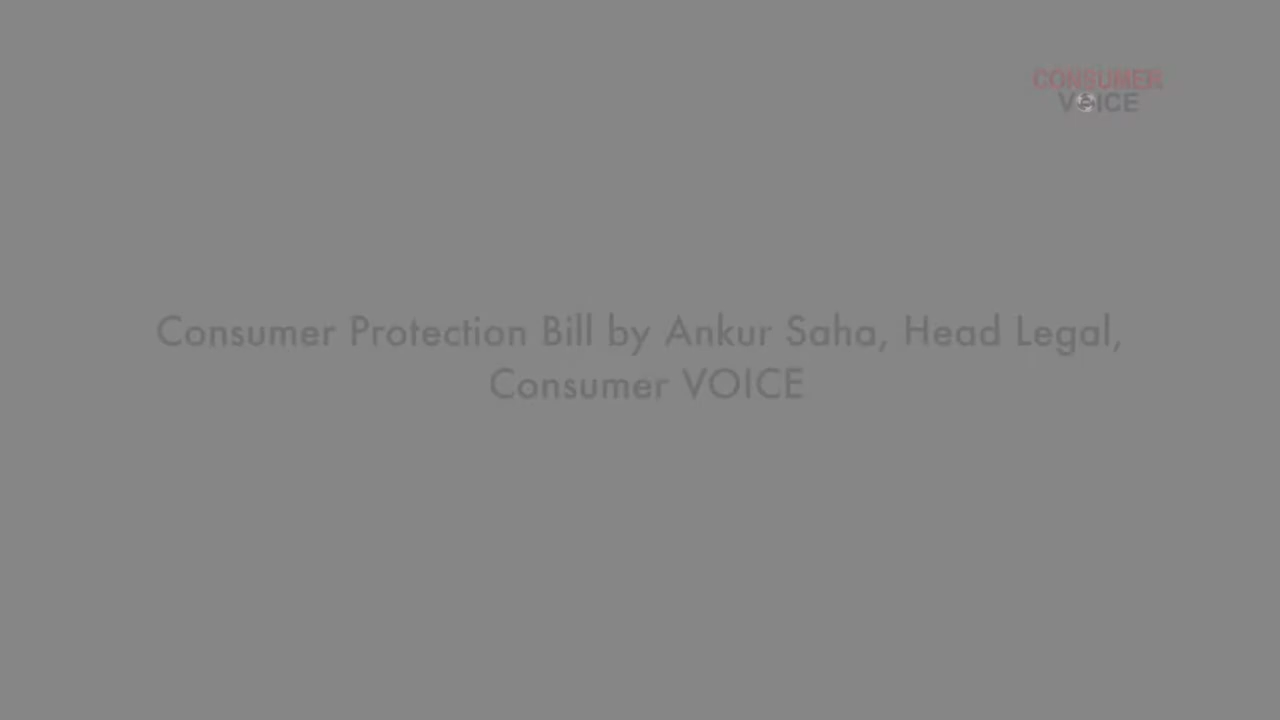 CONSUMER
VOICE
Consumer Protection Bill by Ankur Saha, Head Legal,
Consumer VOICE